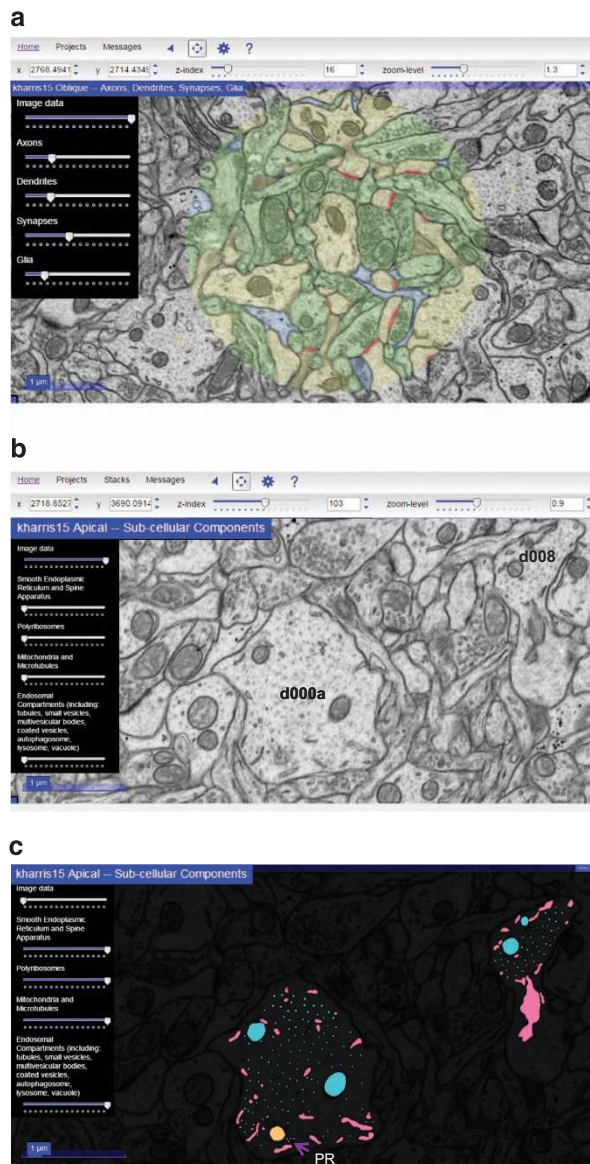 a
Home Projects Messages ?
x 2768.4941 y 2714.4345 z-index 16 zoom-level 1.3
kharris15 Oblique -- Axons, Dendrites, Synapses, Glia
Image data
Axons
Dendrites
Synapses
Glia
1 μm
b
Home Projects Stacks Messages ?
x 2718.8527 y 3690.0914 z-index 103 zoom-level 0.9
kharris15 Apical -- Sub-cellular Components
Image data
Smooth Endoplasmic
Reticulum and Spine
Apparatus
Polyribosomes
Mitochondria and
Microtubules
Endosomal
Compartments (including:
tubules, small vesicles,
multivesicular bodies,
coated vesicles,
autophagosome,
lysosome, vacuole)
d008
d000a
1 μm
c
kharris15 Apical -- Sub-cellular Components
Image data
Smooth Endoplasmic
Reticulum and Spine
Apparatus
Polyribosomes
Mitochondria and
Microtubules
Endosomal
Compartments (including:
tubules, small vesicles,
multivesicular bodies,
coated vesicles,
autophagosome,
lysosome, vacuole)
1 μm
PR